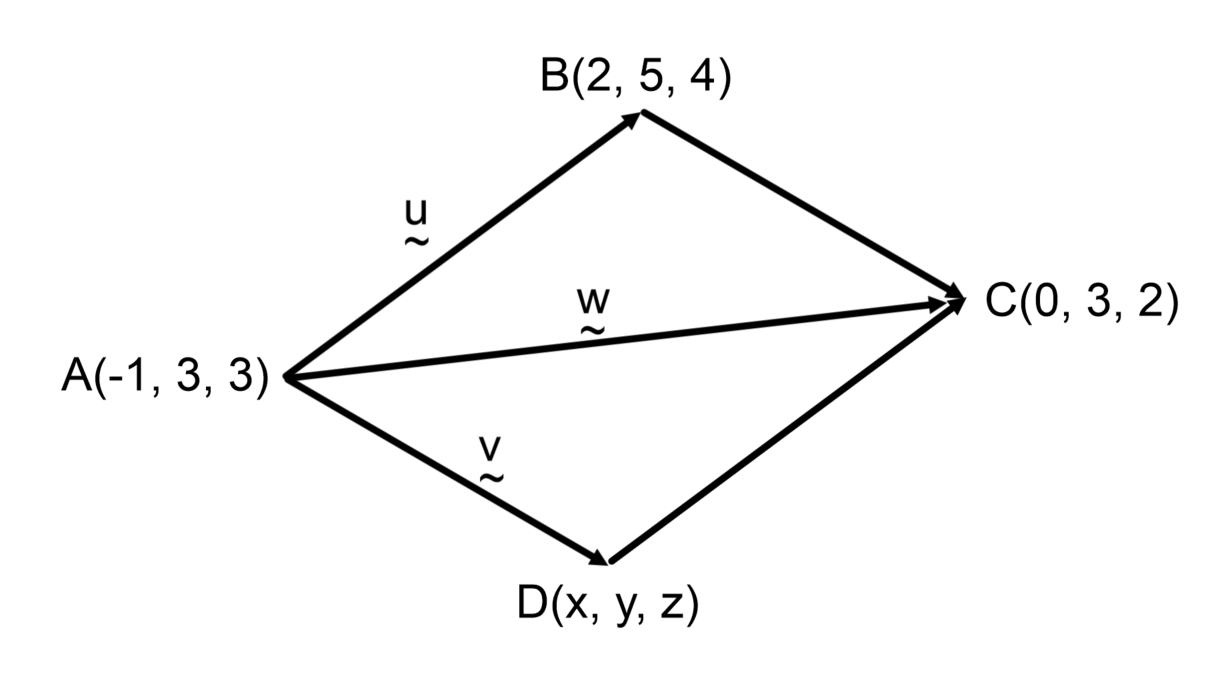 B(2, 5, 4)
u
~
w
~
C(0, 3, 2)
A(-1, 3, 3)
v
~
D(x, y, z)